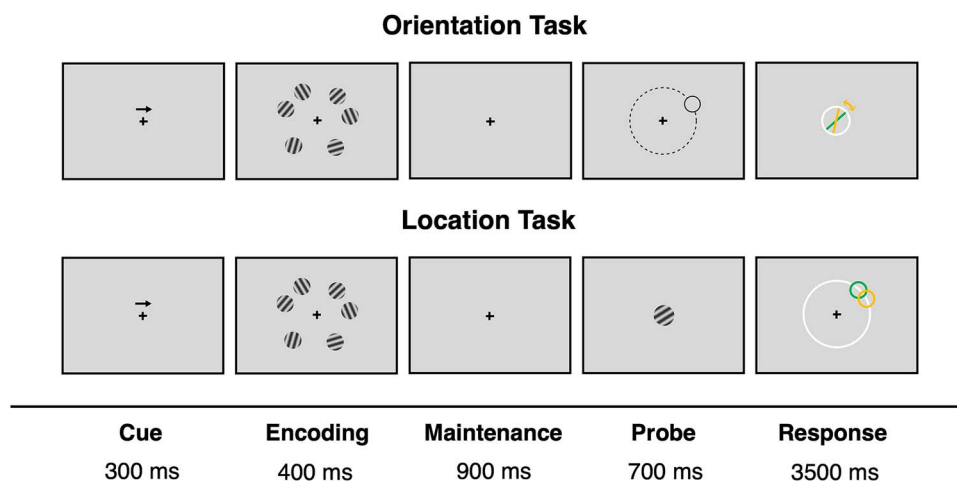 Orientation Task
Location Task
Cue Encoding Maintenance Probe Response
300 ms 400 ms 900 ms 700 ms 3500 ms